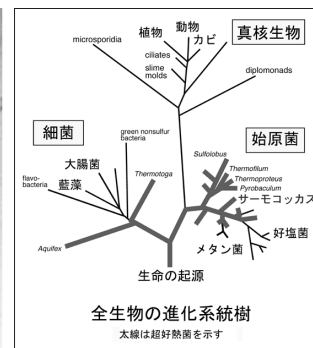 植物
動物
カビ
真核生物
microsporidia
ciliates
slime
molds
diplomonads
細菌
green nonsulfur
bacteria
始原菌
大腸菌
藍藻
flavo-
bacteria
Thermotoga
Sulfolobus
Thermofilum
Thermoproteus
Pyrobaculum
サーモコッカス
好塩菌
メタン菌
Aquifex
生命の起源
全生物の進化系統樹
太線は超好熱菌を示す